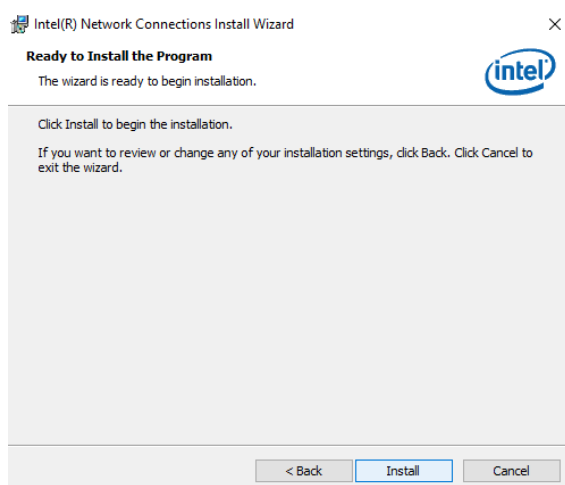 Intel(R) Network Connections Install Wizard
Ready to Install the Program
The wizard is ready to begin installation.
intel
Click Install to begin the installation.
If you want to review or change any of your installation settings, click Back. Click Cancel to
exit the wizard.
< Back
Install
Cancel